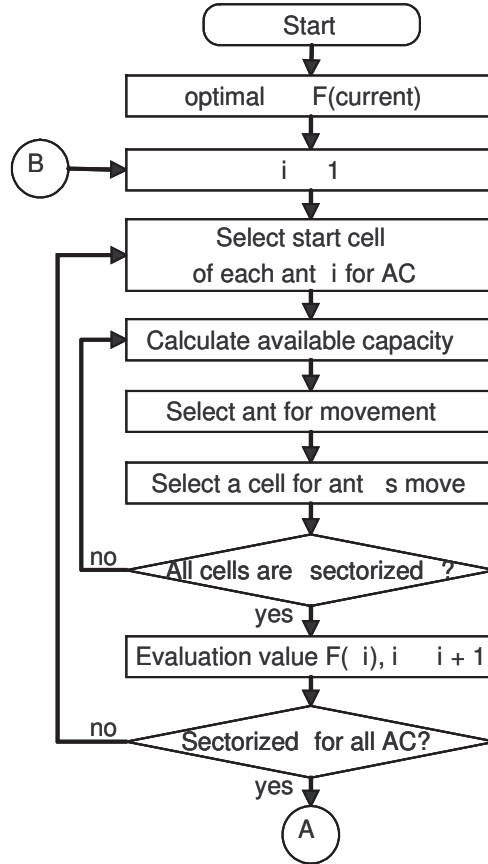 Start
optimal F(current)
B
i 1
Select start cell
of each ant i for AC
Calculate available capacity
Select ant for movement
Select a cell for ant s move
no
All cells are sectorized ?
yes
Evaluation value F( i), i i + 1
no
Sectorized for all AC?
yes
A